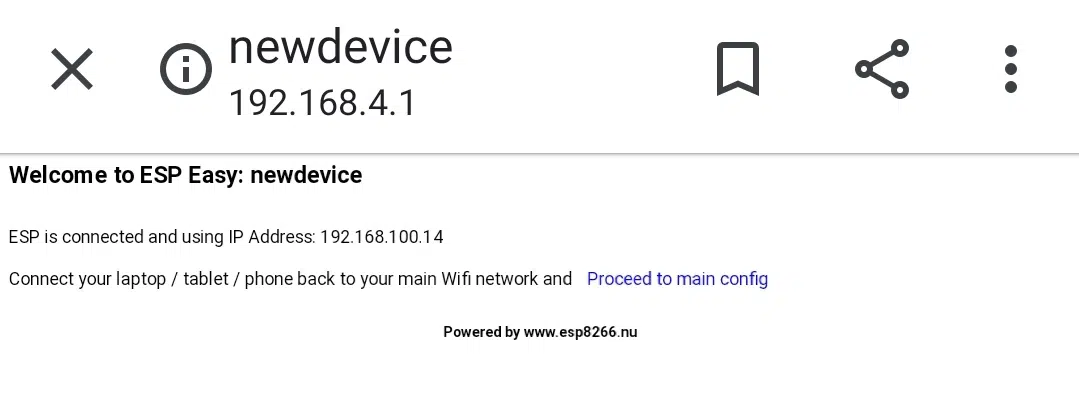 newdevice
192.168.4.1
Welcome to ESP Easy: newdevice
ESP is connected and using IP Address: 192.168.100.14
Connect your laptop / tablet / phone back to your main Wifi network and Proceed to main config
Powered by www.esp8266.nu